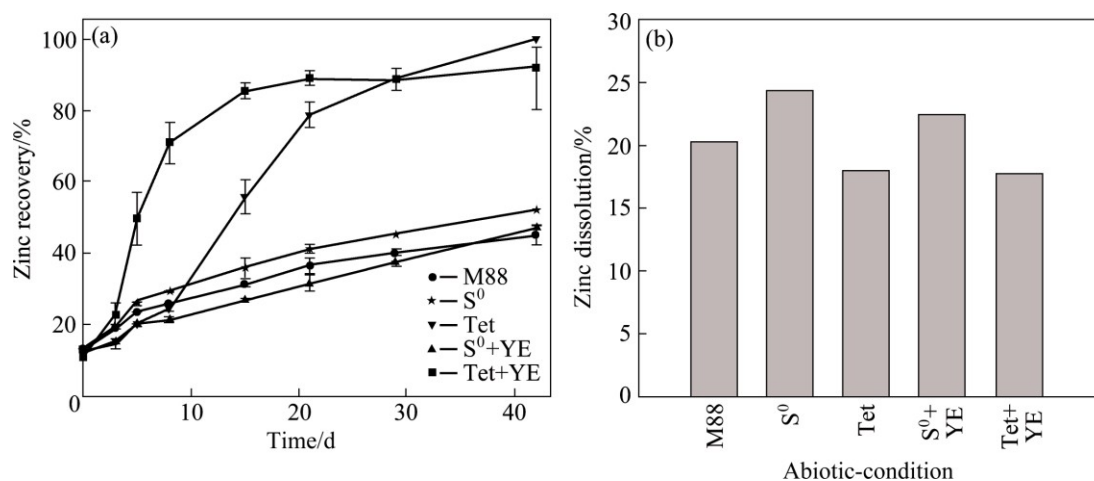 (a)
Zinc recovery/%
100
80
60
40
20
0
10
20
30
40
Time/d
M88
S⁰
Tet
S⁰+YE
Tet+YE
(b)
Zinc dissolution/%
30
25
20
15
10
5
0
M88
S⁰
Tet
S⁰+
YE
Tet+
YE
Abiotic-condition